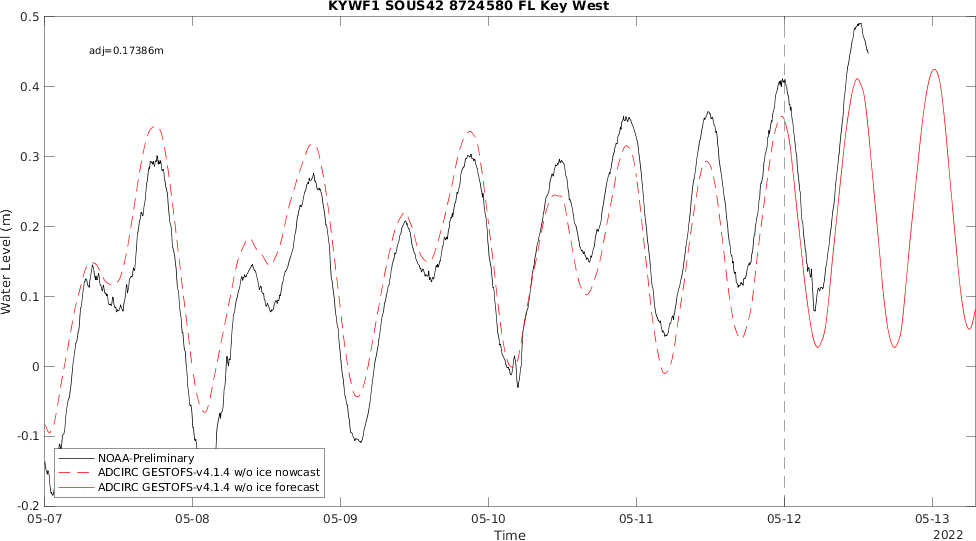 KYWF1 SOUS42 8724580 FL Key West
adj=0.17386m
0.5
0.4
0.3
0.2
0.1
0
-0.1
-0.2
Water Level (m)
NOAA-Preliminary
ADCIRC GESTOFS-v4.1.4 w/o ice nowcast
ADCIRC GESTOFS-v4.1.4 w/o ice forecast
05-07 05-08 05-09 05-10 05-11 05-12 05-13
Time
2022